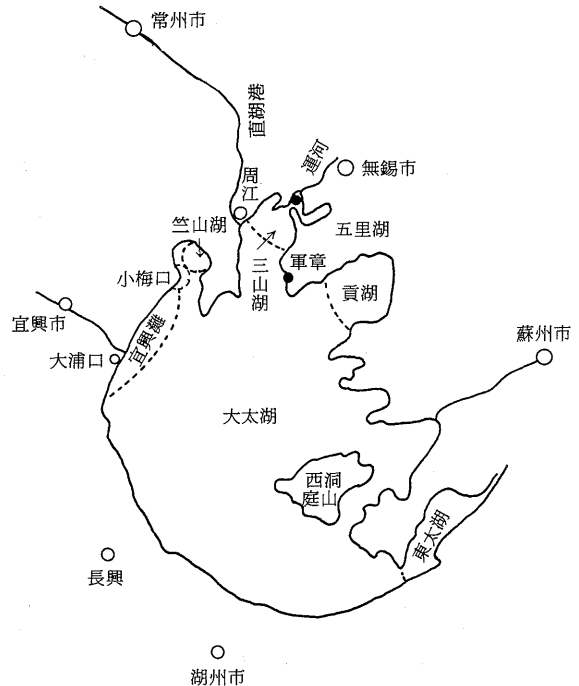 常州市
直湖港
運河
無錫市
周江
竺山湖
五里湖
三山湖
軍章
小梅口
貢湖
宜興市
宜興灘
蘇州市
大浦口
大太湖
西洞
庭山
東太湖
長興
湖州市